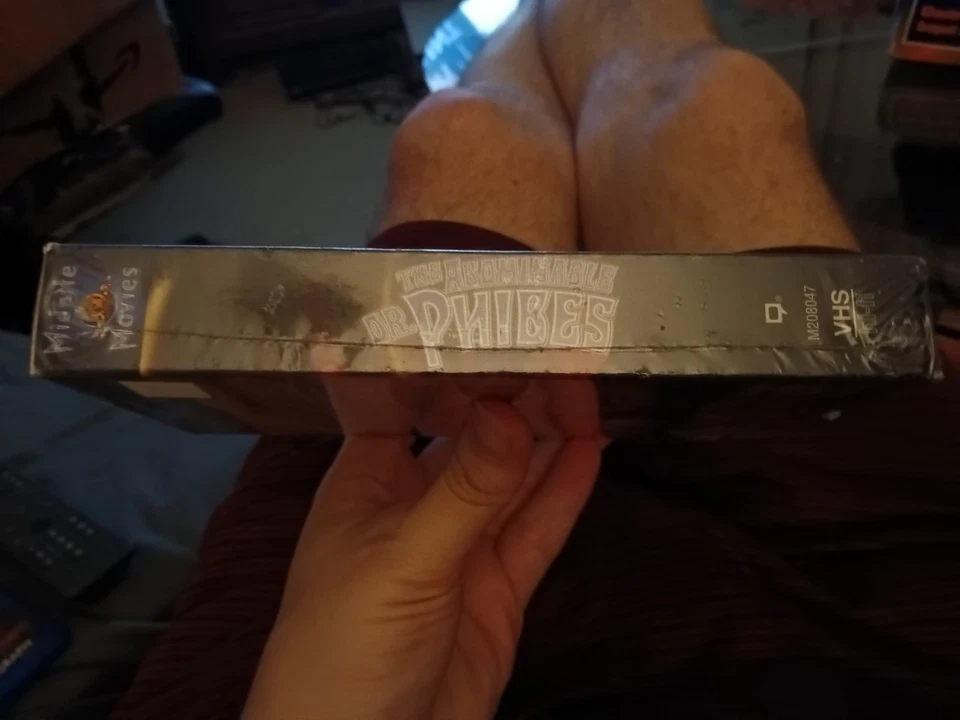 Midnite
Movies
THE ABOMINABLE
DR. PHIBES
M208047
VHS